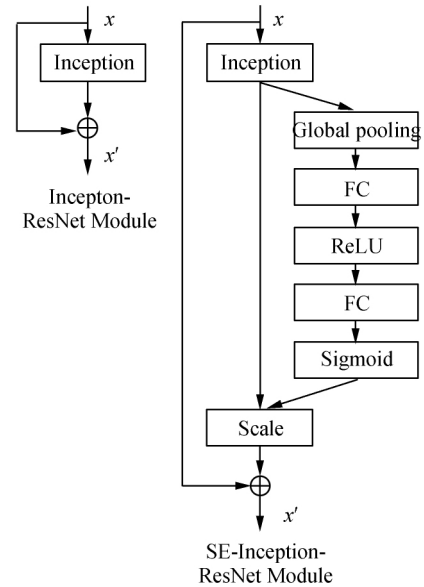 x
Inception
x′
Incepton-
ResNet Module
x
Inception
Global pooling
FC
ReLU
FC
Sigmoid
Scale
x′
SE-Inception-
ResNet Module